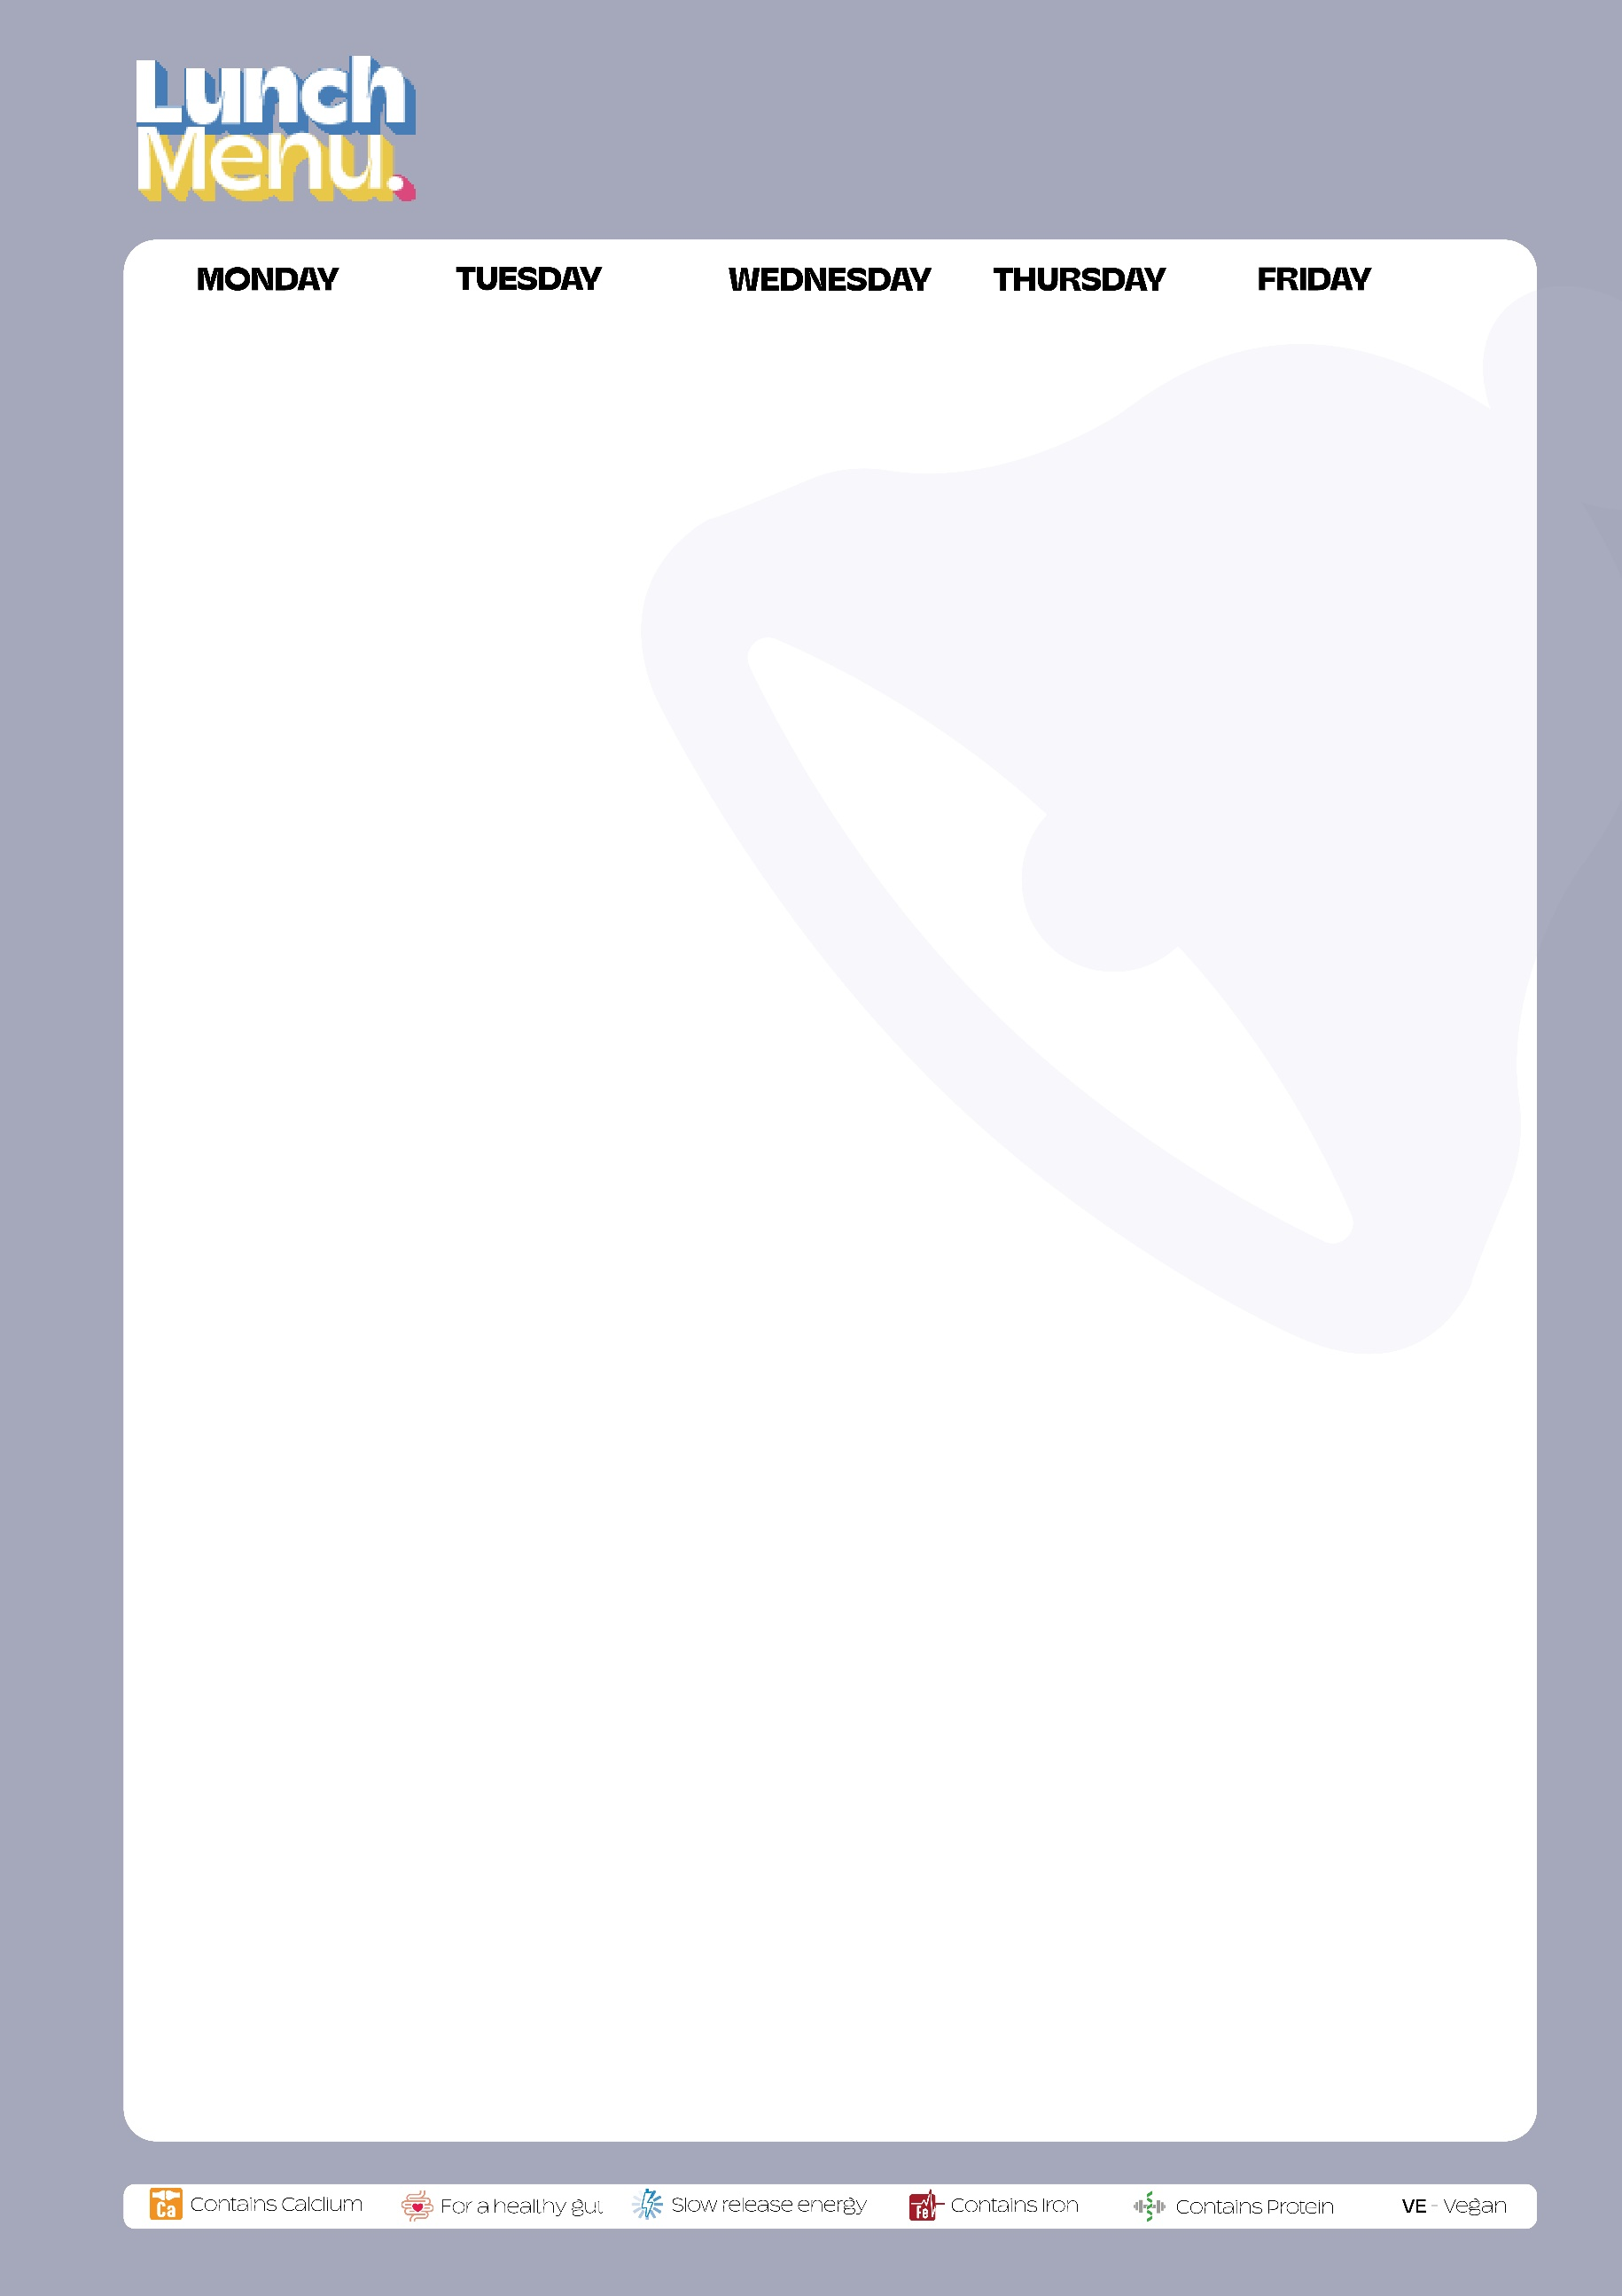 Lunch
Menu.
MONDAY TUESDAY WEDNESDAY THURSDAY FRIDAY
Ca Contains Calclium For a healthy gut Slow release energy Fe Contains Iron Contains Protein VE - Vegan